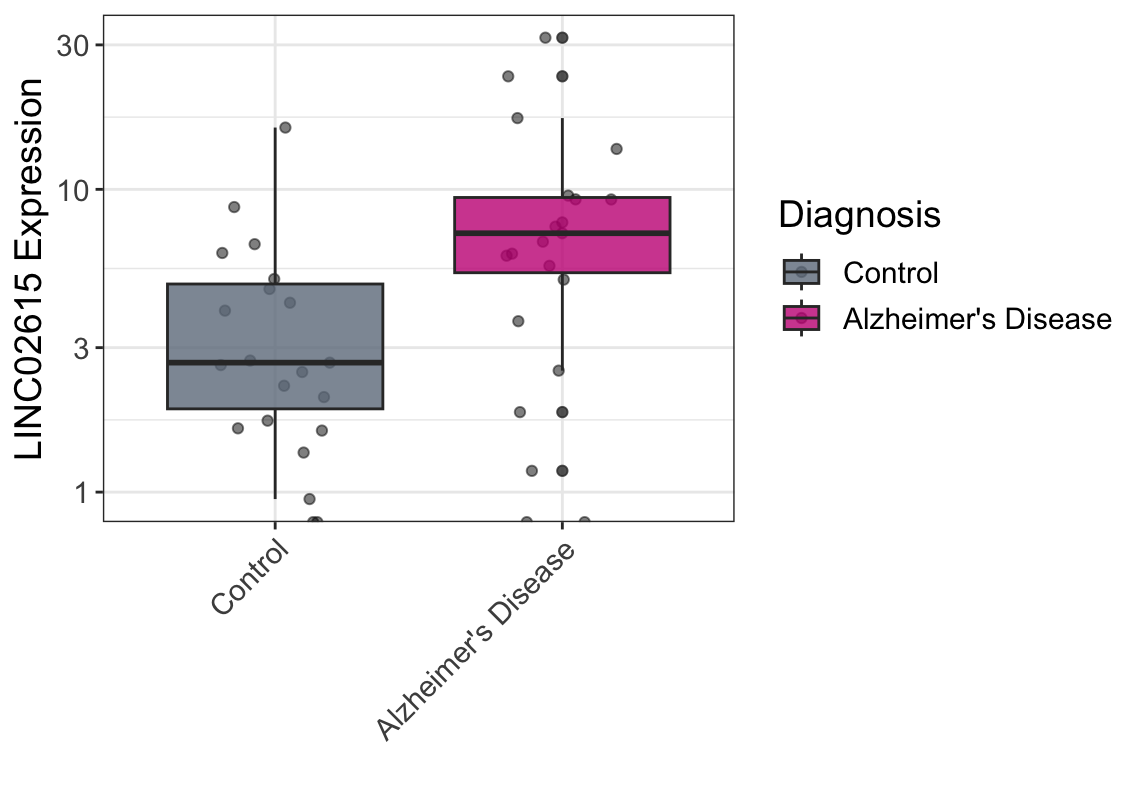 LINC02615 Expression
30
10
3
1
Control
Alzheimer's Disease
Diagnosis
Control
Alzheimer's Disease